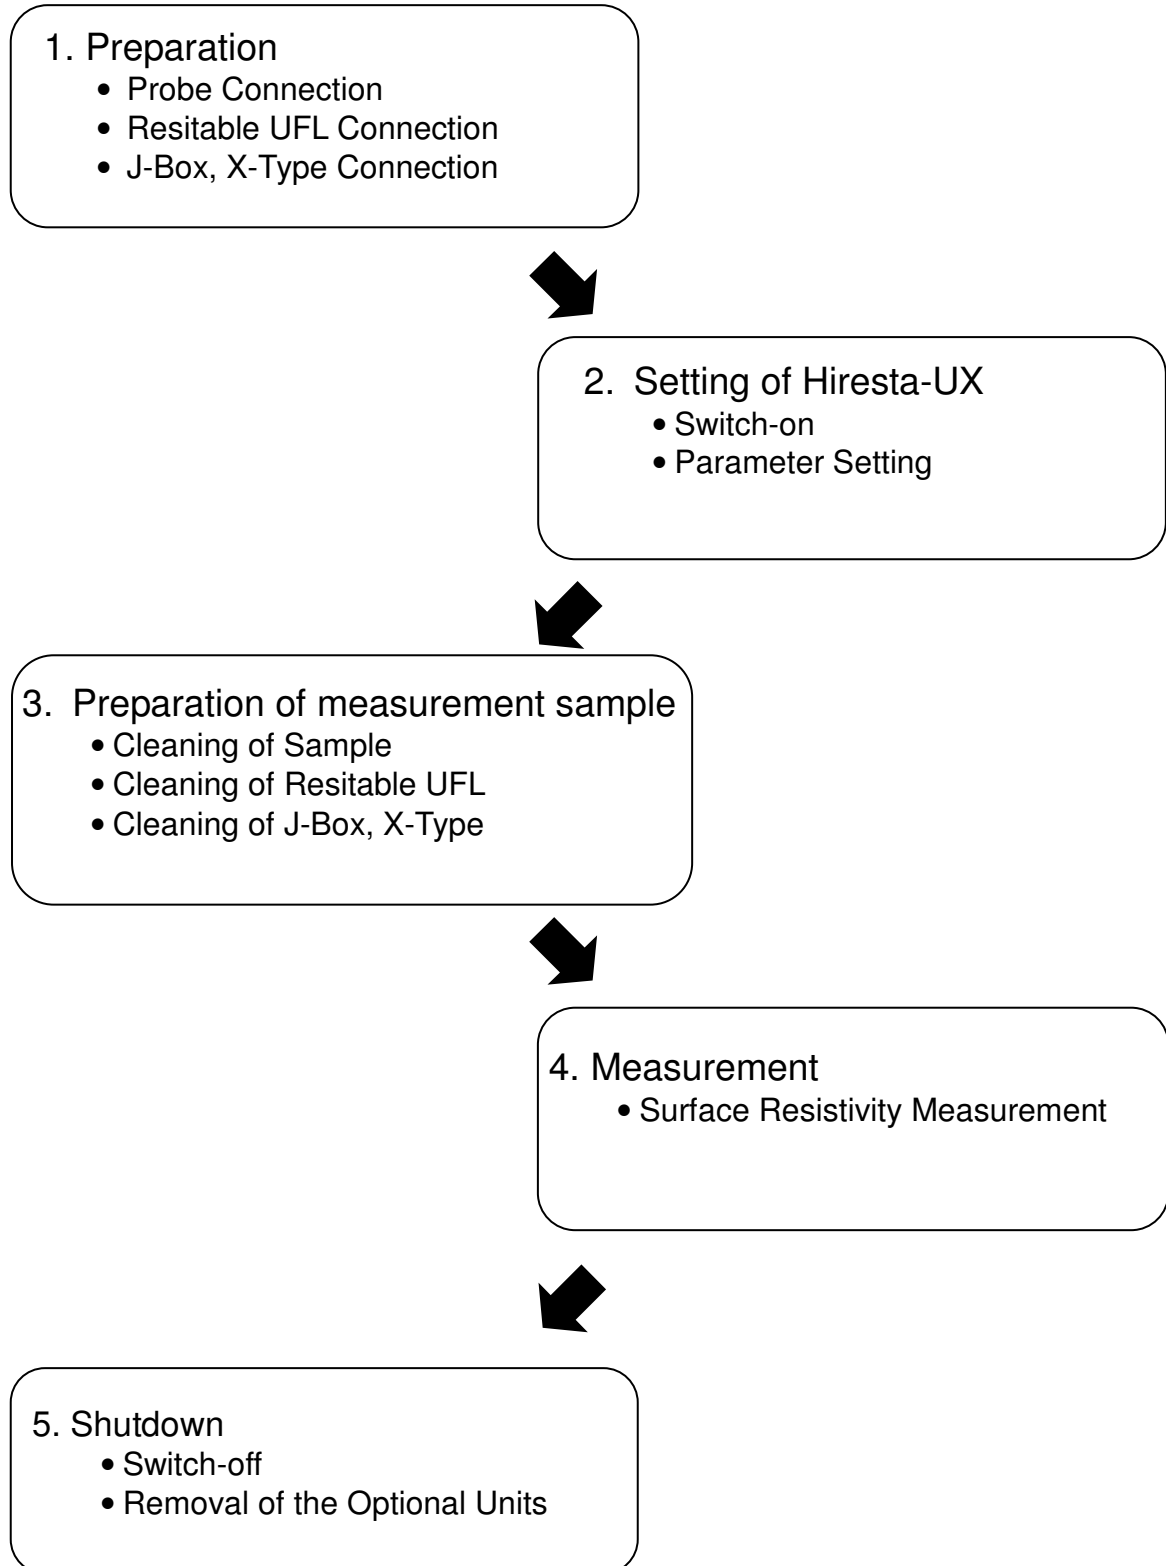 1. Preparation
• Probe Connection
• Resitable UFL Connection
• J-Box, X-Type Connection
2. Setting of Hiresta-UX
• Switch-on
• Parameter Setting
3. Preparation of measurement sample
• Cleaning of Sample
• Cleaning of Resitable UFL
• Cleaning of J-Box, X-Type
4. Measurement
• Surface Resistivity Measurement
5. Shutdown
• Switch-off
• Removal of the Optional Units